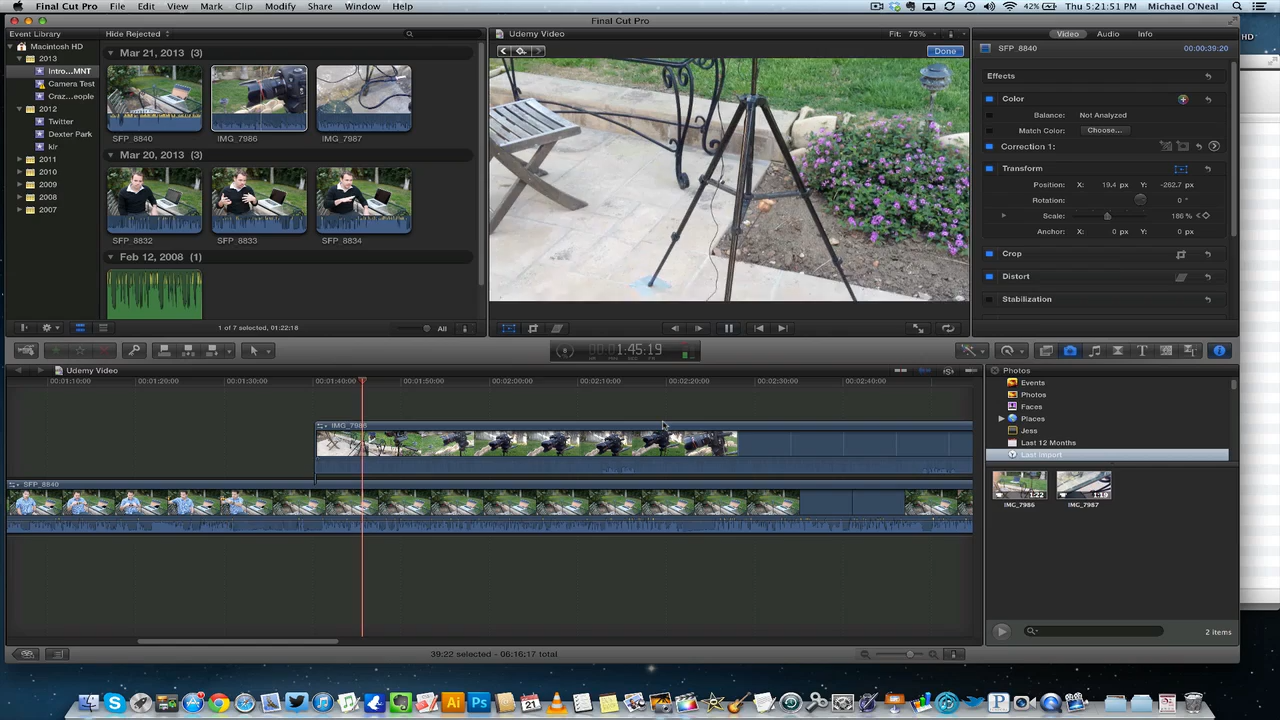 Final Cut Pro File Edit View Mark Clip Modify Share Window Help
42% Thu 5:21:51 PM Michael O'Neal
Final Cut Pro
Event Library
Hide Rejected
Macintosh HD
2013
Intro...MNT
Camera Test
Craz...eople
2012
Twitter
Dexter Park
kir
2011
2010
2009
2008
2007
Mar 21, 2013 (3)
SFP_8840
IMG_7986
IMG_7987
Mar 20, 2013 (3)
SFP_8832
SFP_8833
SFP_8834
Feb 12, 2008 (1)
1 of 7 selected, 01:22:18
All
Udemy Video
Fit: 75%
Done
Video Audio Info
SFP_8840
00:00:39:20
Effects
Color
Balance: Not Analyzed
Match Color: Choose...
Correction 1:
Transform
Position: X: 19.4 px Y: -262.7 px
Rotation: 0 °
Scale: 186 %
Anchor: X: 0 px Y: 0 px
Crop
Distort
Stabilization
1:45:19
Udemy Video
00:01:10:00 00:01:20:00 00:01:30:00 00:01:40:00 00:01:50:00 00:02:00:00 00:02:10:00 00:02:20:00 00:02:30:00 00:02:40:00
IMG_7986
SFP_8840
39:22 selected - 06:16:17 total
Photos
Events
Photos
Faces
Places
Jess
Last 12 Months
Last Import
1:22
1:19
IMG_7986
IMG_7987
2 items
HD